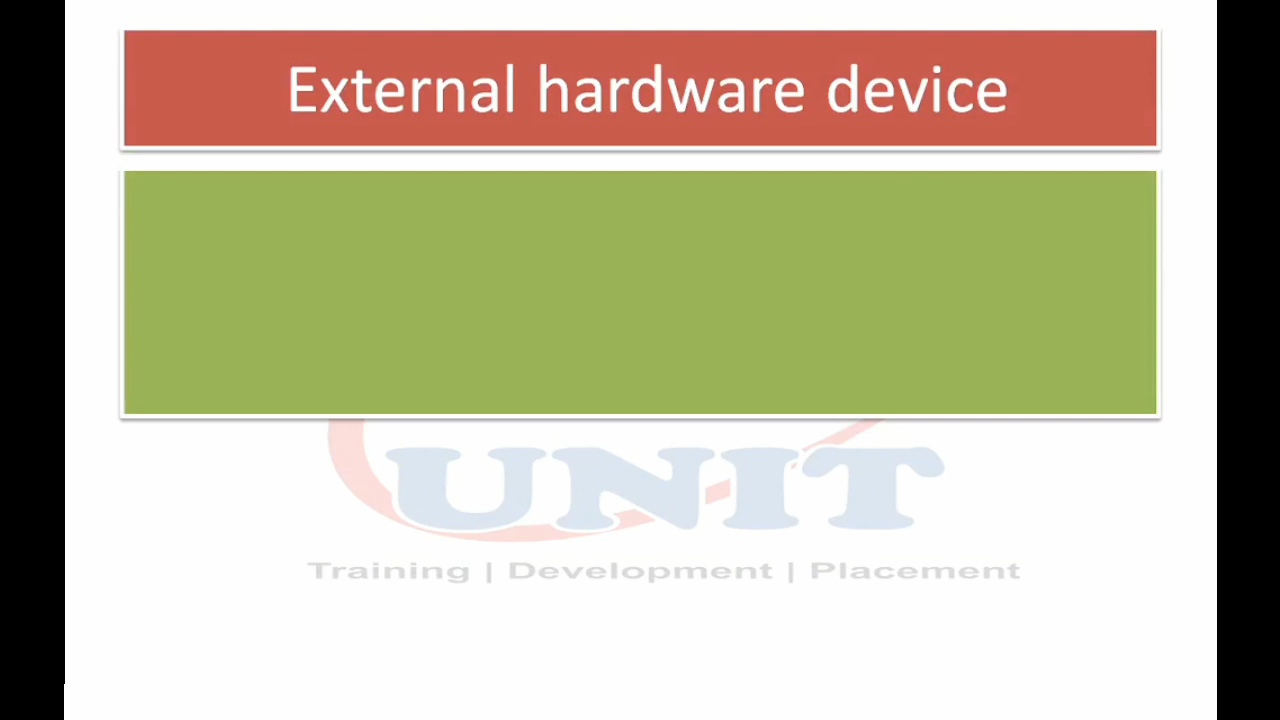 External hardware device
UNIT
Training | Development | Placement